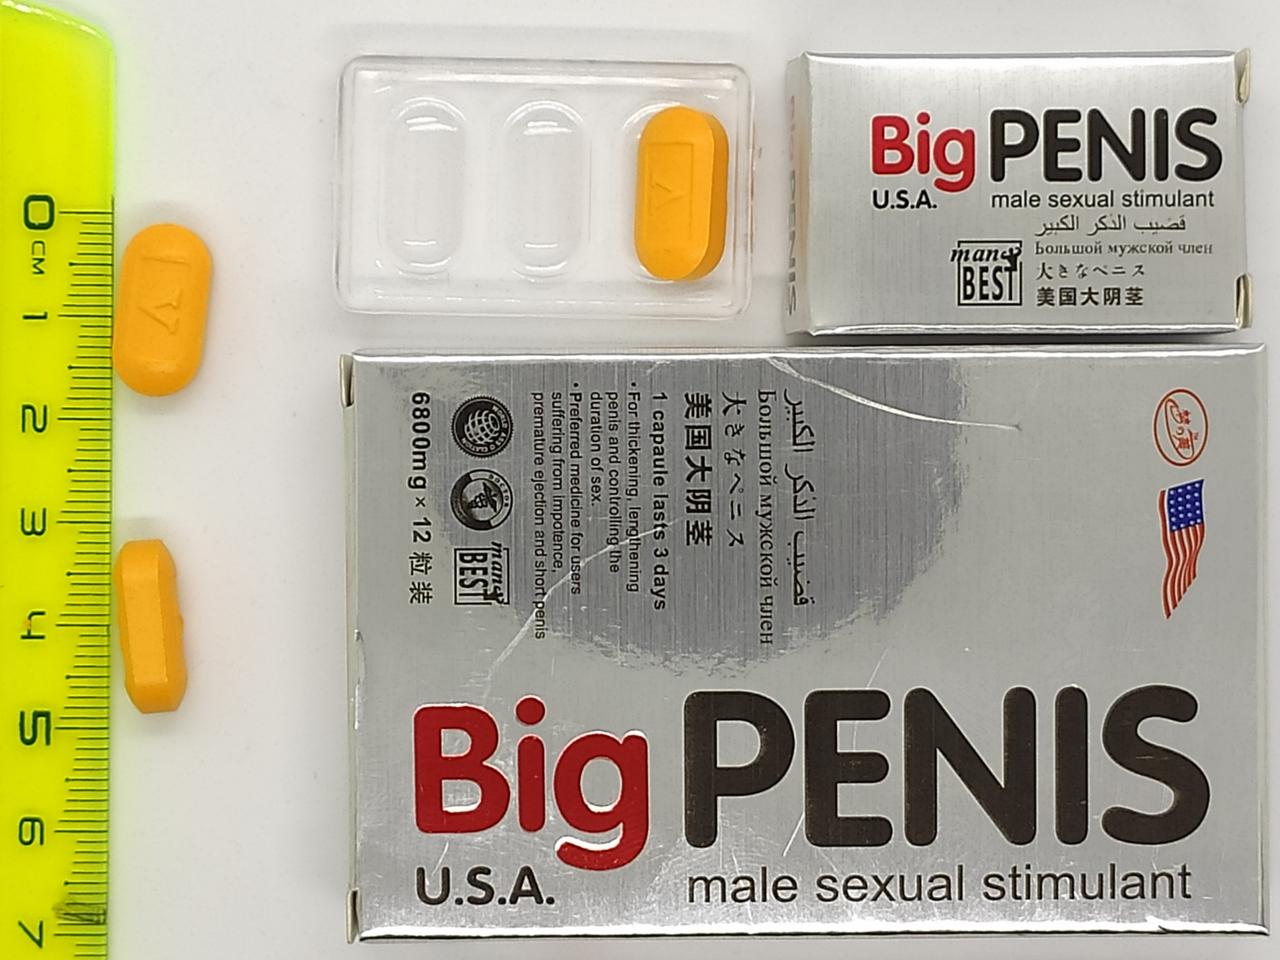 0
CM
1
2
3
4
5
6
7
V
V
Big PENIS
U.S.A.
male sexual stimulant
قضيب الذكر الكبير
Большой мужской член
大きなペニス
美国大阴茎
man's
BEST
قضيب الذكر الكبير
Большой мужской член
大きなペニス
美国大阴茎
1 capaule lasts 3 days
· For thickening, lengthening
penis and controlling the
duration of sex.
· Preferred medicine for users
suffering from impotence,
premature ejection and short penis
man's
BEST
6800mg × 12 粒装
Big PENIS
U.S.A.
male sexual stimulant